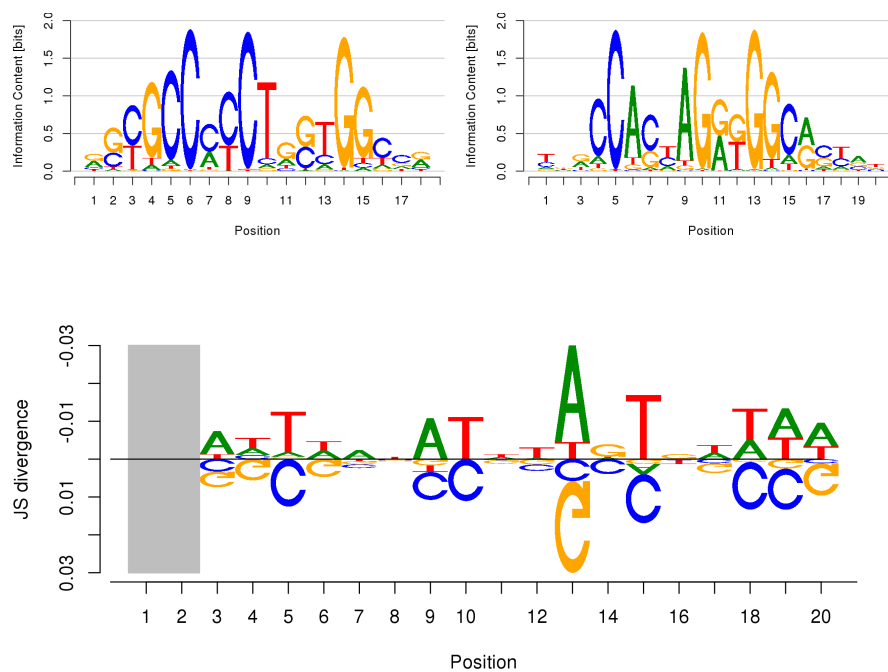 Information Content [bits]
2.0
1.5
1.0
0.5
0.0
1 2 3 4 5 6 7 8 9 11 13 15 17
Position
Information Content [bits]
2.0
1.5
1.0
0.5
0.0
1 3 5 7 9 11 13 15 17 19
Position
JS divergence
-0.03
-0.01
0.01
0.03
1 2 3 4 5 6 7 8 9 10 12 14 16 18 20
Position